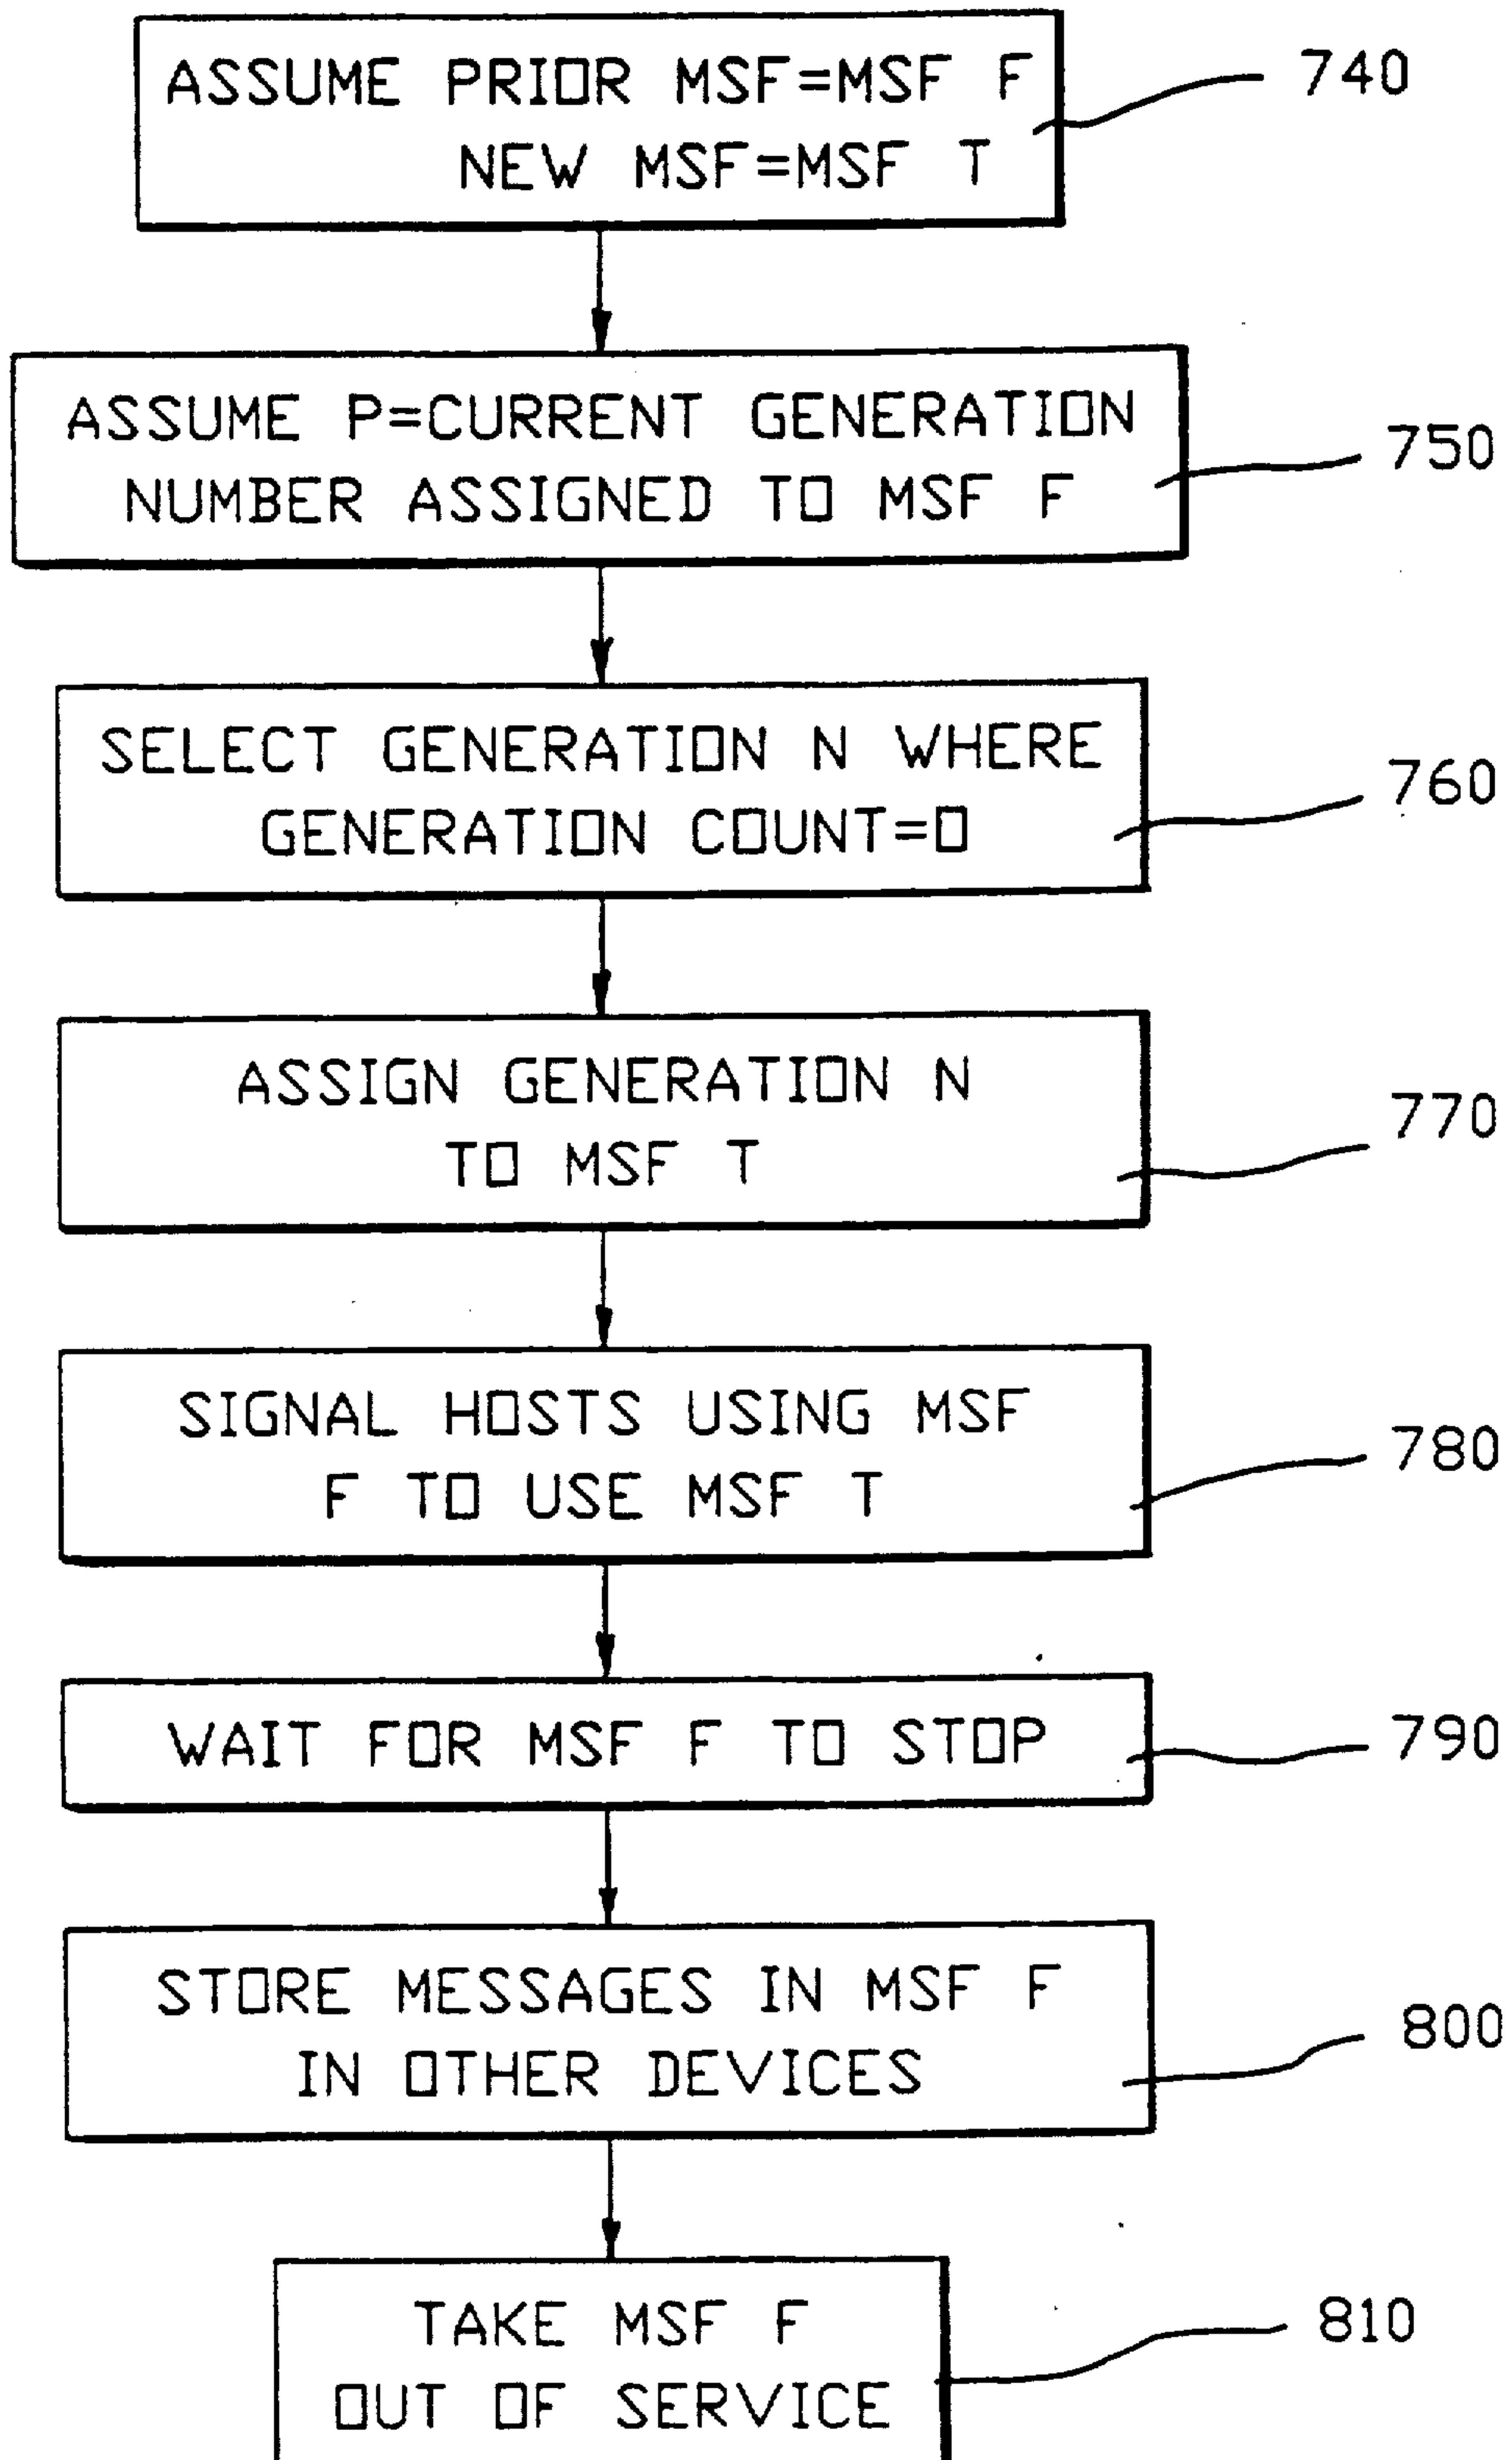 ASSUME PRIOR MSF=MSF F
NEW MSF=MSF T
740
ASSUME P=CURRENT GENERATION
NUMBER ASSIGNED TO MSF F
750
SELECT GENERATION N WHERE
GENERATION COUNT=0
760
ASSIGN GENERATION N
TO MSF T
770
SIGNAL HOSTS USING MSF
F TO USE MSF T
780
WAIT FOR MSF F TO STOP
790
STORE MESSAGES IN MSF F
IN OTHER DEVICES
800
TAKE MSF F
OUT OF SERVICE
810